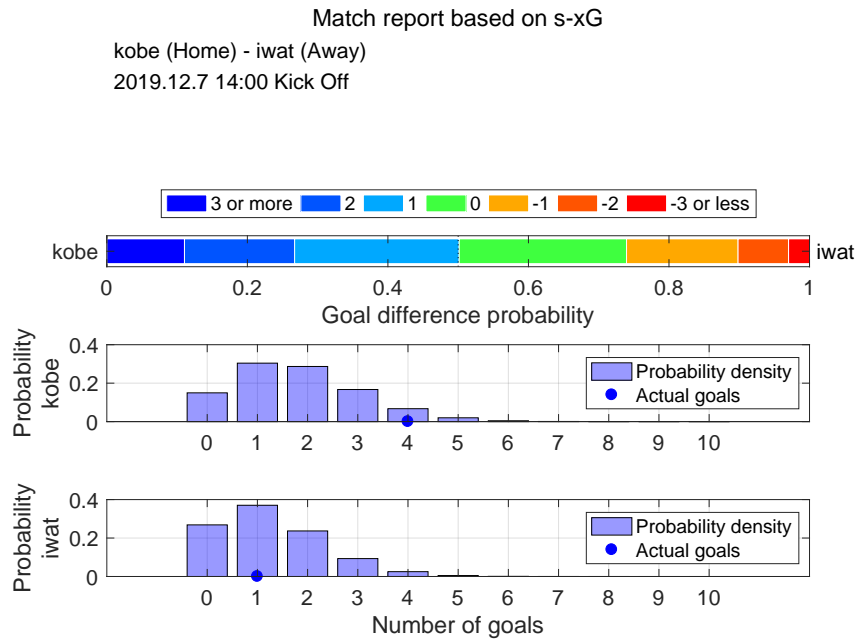 Match report based on s-xG
kobe (Home) - iwat (Away)
2019.12.7 14:00 Kick Off
3 or more 2 1 0 -1 -2 -3 or less
kobe iwat
0 0.2 0.4 0.6 0.8 1
Goal difference probability
Probability
kobe
0.4
0.2
0
Probability density
Actual goals
0 1 2 3 4 5 6 7 8 9 10
Probability
iwat
0.4
0.2
0
Probability density
Actual goals
0 1 2 3 4 5 6 7 8 9 10
Number of goals